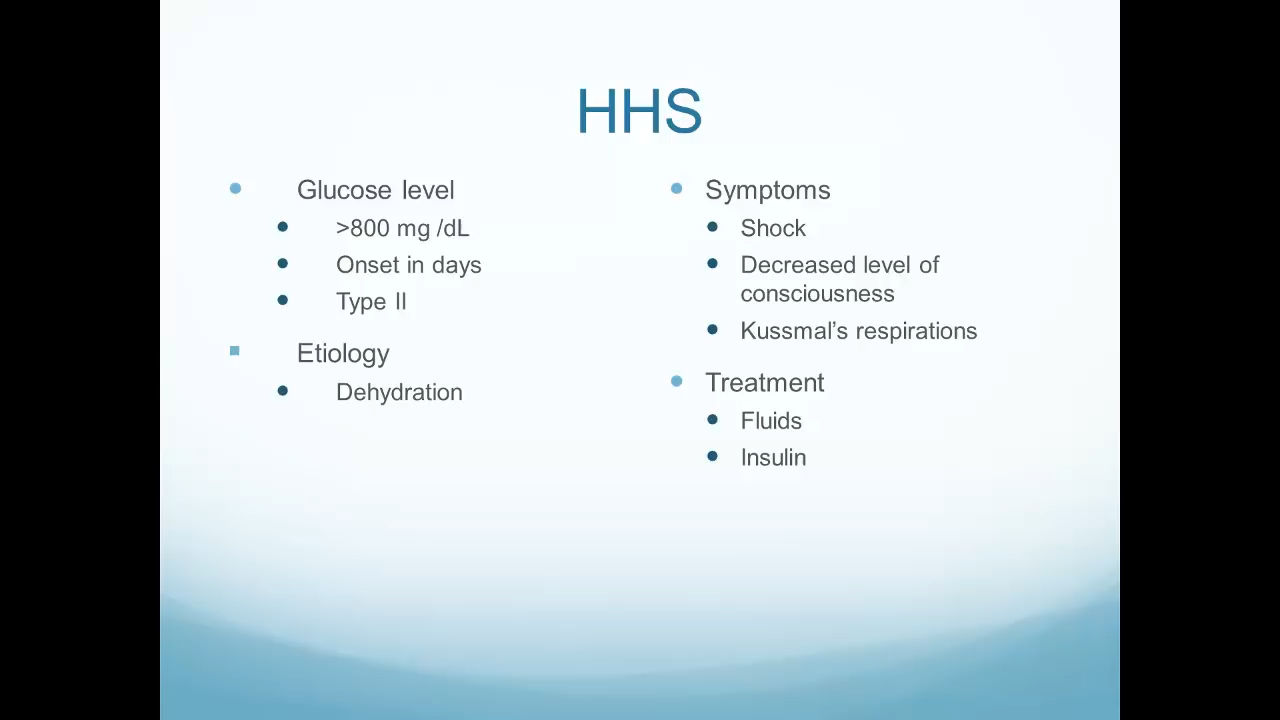 HHS
Glucose level
>800 mg /dL
Onset in days
Type II
Etiology
Dehydration
Symptoms
Shock
Decreased level of
consciousness
Kussmal’s respirations
Treatment
Fluids
Insulin